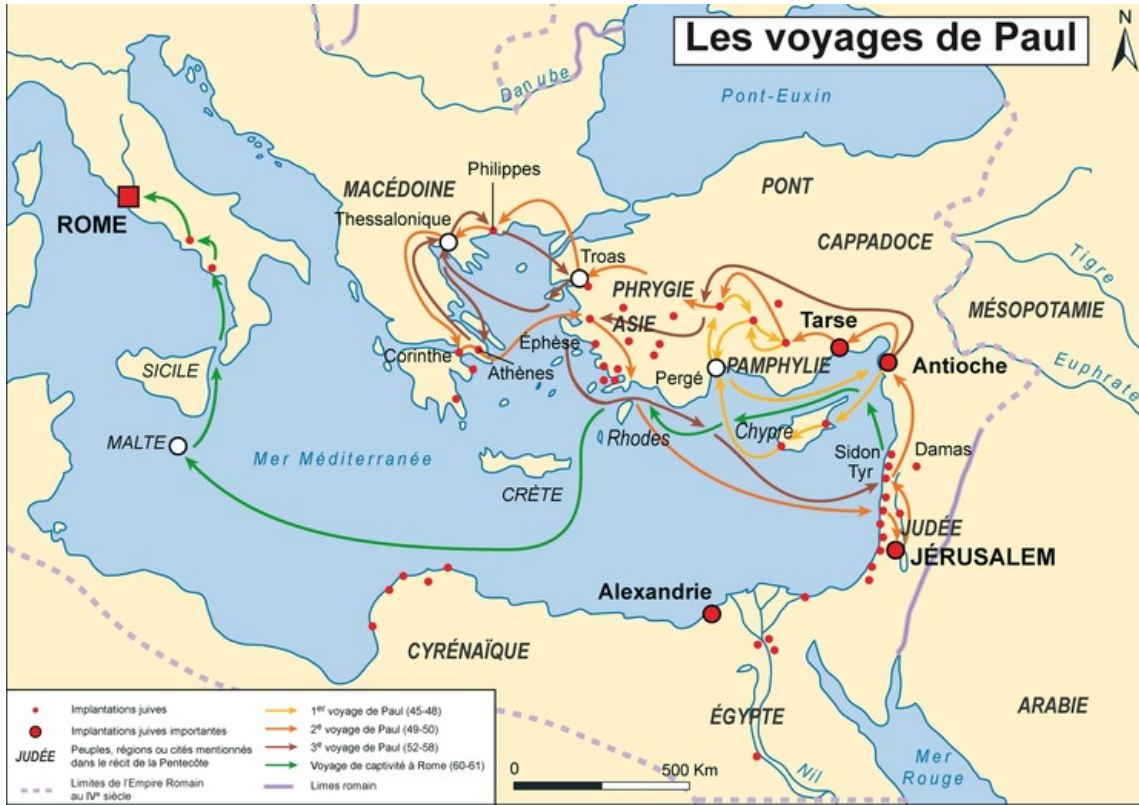 Les voyages de Paul
N
Danube
Pont-Euxin
Philippes
MACÉDOINE
PONT
ROME
Thessalonique
CAPPADOCE
Troas
Tigre
PHRYGIE
MÉSOPOTAMIE
Tarse
ASIE
SICILE
Corinthe
Éphèse
Athènes
Pergé
PAMPHYLIE
Antioche
Euphrate
MALTE
Rhodes
Chypre
Mer Méditerranée
Sidon
Damas
Tyr
CRÈTE
JUDÉE
JÉRUSALEM
Alexandrie
CYRÉNAÏQUE
ÉGYPTE
ARABIE
Nil
Mer
Rouge
Implantations juives
Implantations juives importantes
JUDÉE
Peuples, régions ou cités mentionnés
dans le récit de la Pentecôte
Limites de l'Empire Romain
au IVe siècle
1er voyage de Paul (45-48)
2e voyage de Paul (49-50)
3e voyage de Paul (52-58)
Voyage de captivité à Rome (60-61)
Limes romain
0
500 Km